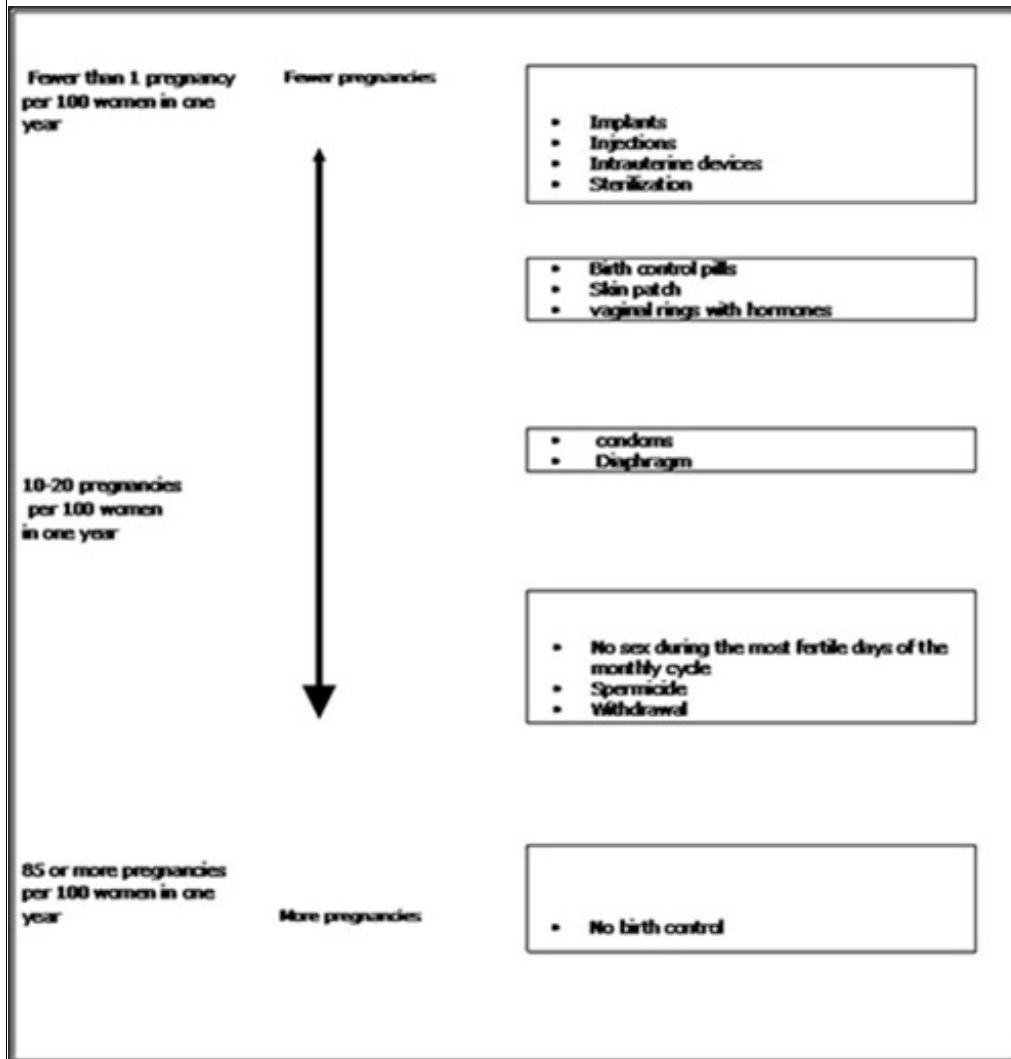 Fewer than 1 pregnancy
per 100 women in one
year
Fewer pregnancies
• Implants
• Injections
• Intrauterine devices
• Sterilization
• Birth control pills
• Skin patch
• vaginal rings with hormones
• condoms
• Diaphragm
10-20 pregnancies
per 100 women
in one year
• No sex during the most fertile days of the
monthly cycle
• Spermicide
• Withdrawal
85 or more pregnancies
per 100 women in one
year
More pregnancies
• No birth control